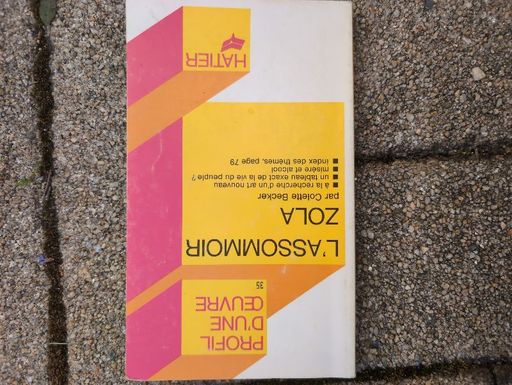 PROFIL
D'UNE
ŒUVRE
35
L'ASSOMMOIR
ZOLA
par Colette Becker
■ à la recherche d'un art nouveau
■ un tableau exact de la vie du peuple ?
■ misère et alcool
■ index des thèmes, page 79
HATIER